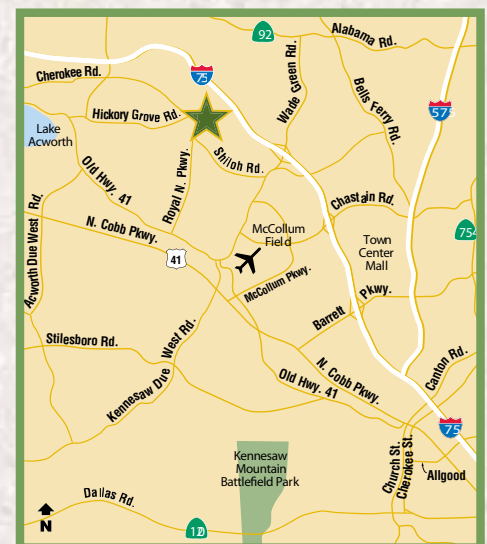 92
Alabama Rd.
Cherokee Rd.
75
Wade Green Rd.
Bells Ferry Rd.
575
Hickory Grove Rd.
Lake
Acworth
Shiloh Rd.
Old Hwy. 41
Royal N. Pkwy.
Acworth Due West Rd.
Chastain Rd.
N. Cobb Pkwy.
McCollum
Field
Town
Center
Mall
754
41
McCollum Pkwy.
Barrett Pkwy.
Stilesboro Rd.
Kennesaw Due West Rd.
Old Hwy. 41
N. Cobb Pkwy.
Canton Rd.
75
Church St.
Cherokee St.
Allgood
Kennesaw
Mountain
Battlefield Park
Dallas Rd.
120
N